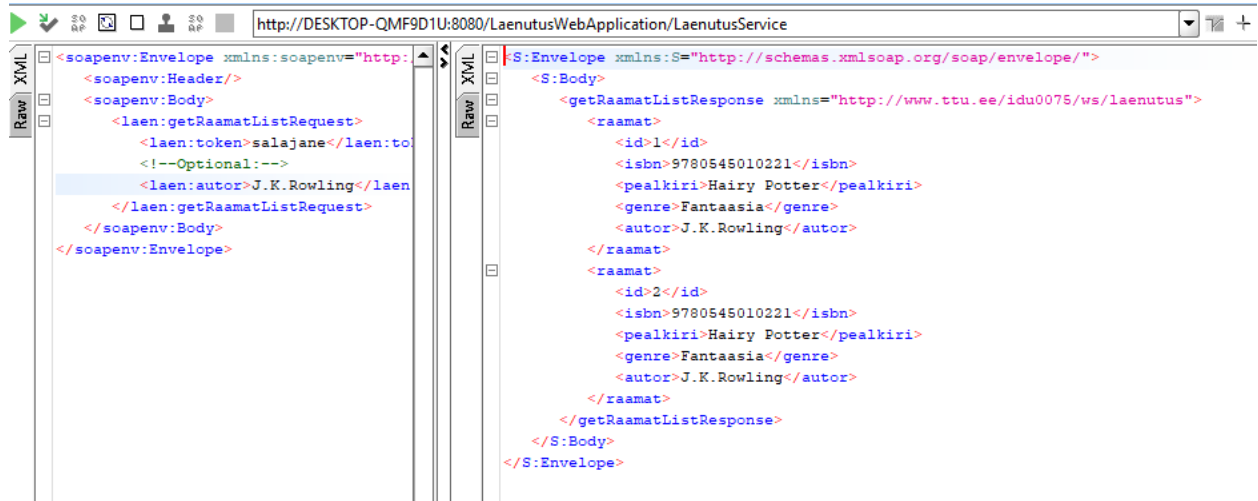 http://DESKTOP-QMF9D1U:8080/LaenutusWebApplication/LaenutusService
XML
Raw
<soapenv:Envelope xmlns:soapenv="http:
<soapenv:Header/>
<soapenv:Body>
<laen:getRaamatListRequest>
<laen:token>salajane</laen:to
<!--Optional:-->
<laen:autor>J.K.Rowling</laen
</laen:getRaamatListRequest>
</soapenv:Body>
</soapenv:Envelope>
XML
Raw
<S:Envelope xmlns:S="http://schemas.xmlsoap.org/soap/envelope/">
<S:Body>
<getRaamatListResponse xmlns="http://www.ttu.ee/idu0075/ws/laenutus">
<raamat>
<id>1</id>
<isbn>9780545010221</isbn>
<pealkiri>Hairy Potter</pealkiri>
<genre>Fantaasia</genre>
<autor>J.K.Rowling</autor>
</raamat>
<raamat>
<id>2</id>
<isbn>9780545010221</isbn>
<pealkiri>Hairy Potter</pealkiri>
<genre>Fantaasia</genre>
<autor>J.K.Rowling</autor>
</raamat>
</getRaamatListResponse>
</S:Body>
</S:Envelope>